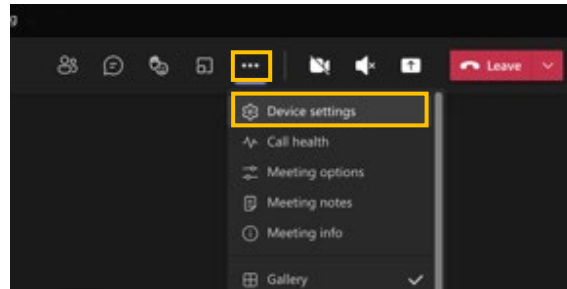 g
Leave
Device settings
Call health
Meeting options
Meeting notes
Meeting info
Gallery